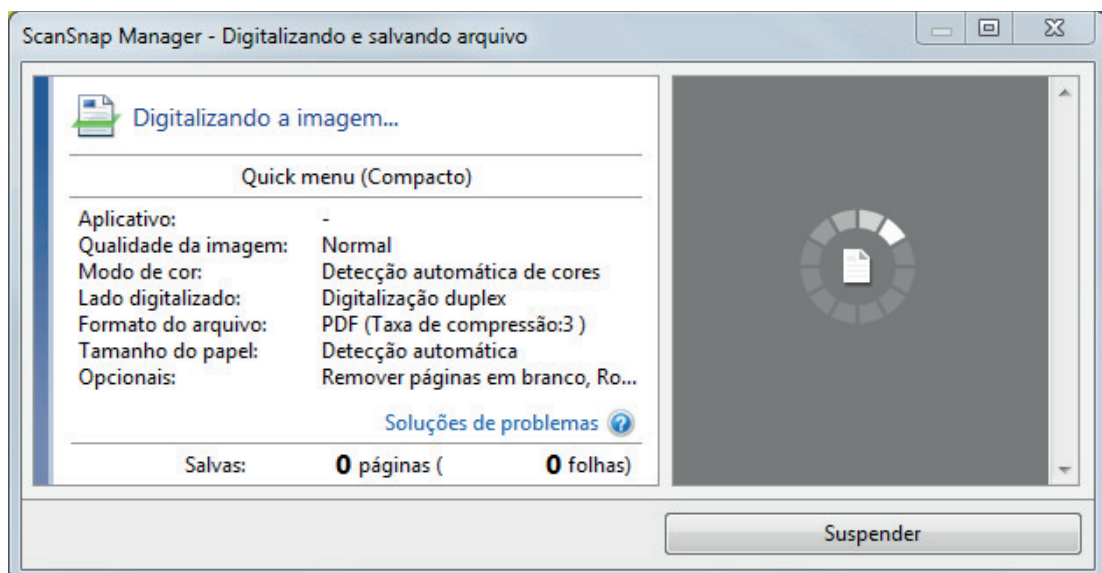 ScanSnap Manager - Digitalizando e salvando arquivo
Digitalizando a imagem...
Quick menu (Compacto)
Aplicativo: -
Qualidade da imagem: Normal
Modo de cor: Detecção automática de cores
Lado digitalizado: Digitalização duplex
Formato do arquivo: PDF (Taxa de compressão:3 )
Tamanho do papel: Detecção automática
Opcionais: Remover páginas em branco, Ro...
Soluções de problemas
Salvas: 0 páginas ( 0 folhas)
Suspender